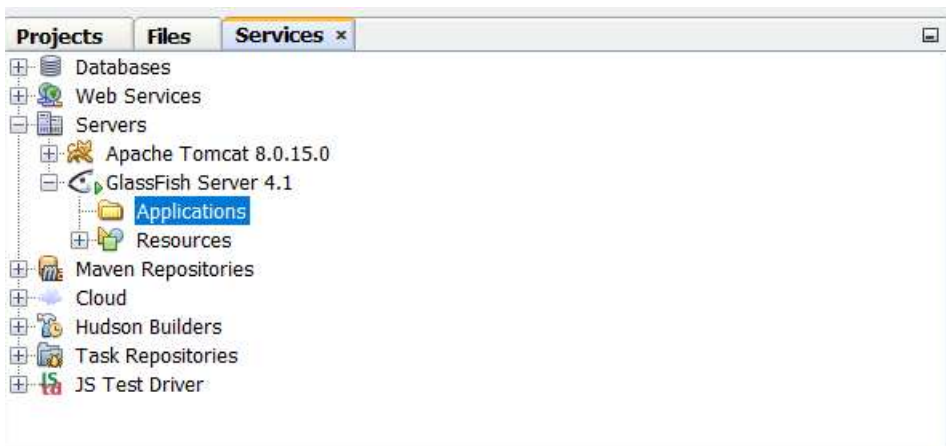 Projects Files Services ×
Databases
Web Services
Servers
Apache Tomcat 8.0.15.0
GlassFish Server 4.1
Applications
Resources
Maven Repositories
Cloud
Hudson Builders
Task Repositories
JS Test Driver